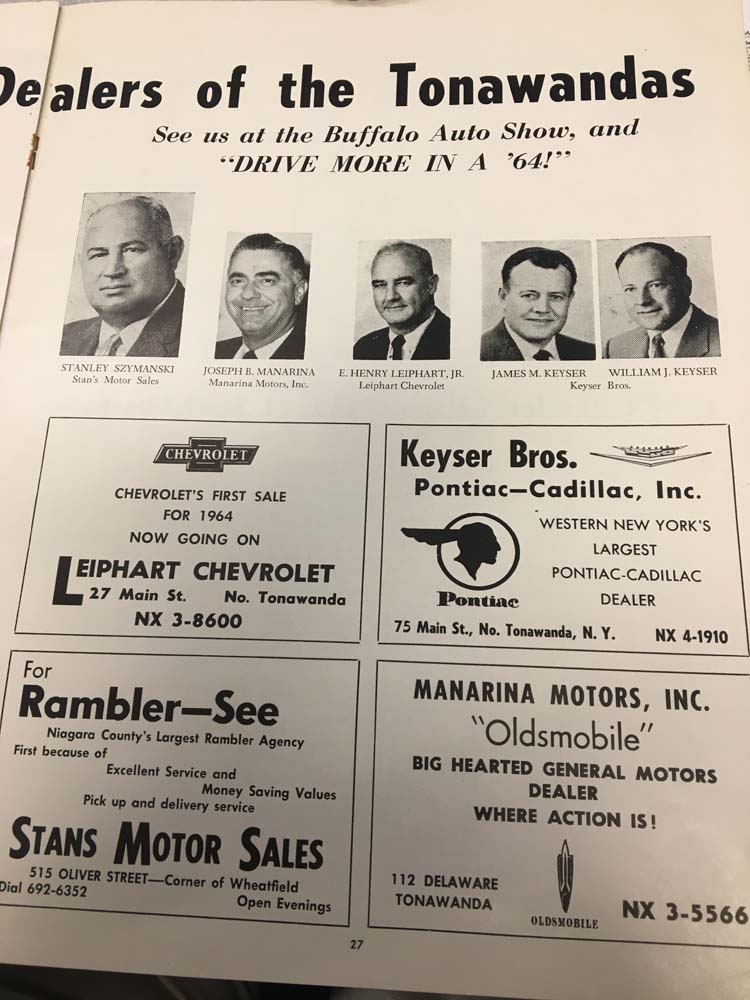 Dealers of the Tonawandas
See us at the Buffalo Auto Show, and
“DRIVE MORE IN A ’64!”
STANLEY SZYMANSKI
Stan's Motor Sales
JOSEPH B. MANARINA
Manarina Motors, Inc.
E. HENRY LEIPHART, JR.
Leiphart Chevrolet
JAMES M. KEYSER WILLIAM J. KEYSER
Keyser Bros.
CHEVROLET
CHEVROLET'S FIRST SALE
FOR 1964
NOW GOING ON
LEIPHART CHEVROLET
27 Main St. No. Tonawanda
NX 3-8600
Keyser Bros.
Pontiac—Cadillac, Inc.
WESTERN NEW YORK'S
LARGEST
PONTIAC-CADILLAC
DEALER
Pontiac
75 Main St., No. Tonawanda, N. Y. NX 4-1910
For
Rambler—See
Niagara County's Largest Rambler Agency
First because of
Excellent Service and
Money Saving Values
Pick up and delivery service
STANS MOTOR SALES
515 OLIVER STREET—Corner of Wheatfield
Dial 692-6352
Open Evenings
MANARINA MOTORS, INC.
"Oldsmobile"
BIG HEARTED GENERAL MOTORS
DEALER
WHERE ACTION IS!
112 DELAWARE
TONAWANDA
OLDSMOBILE
NX 3-5566
27